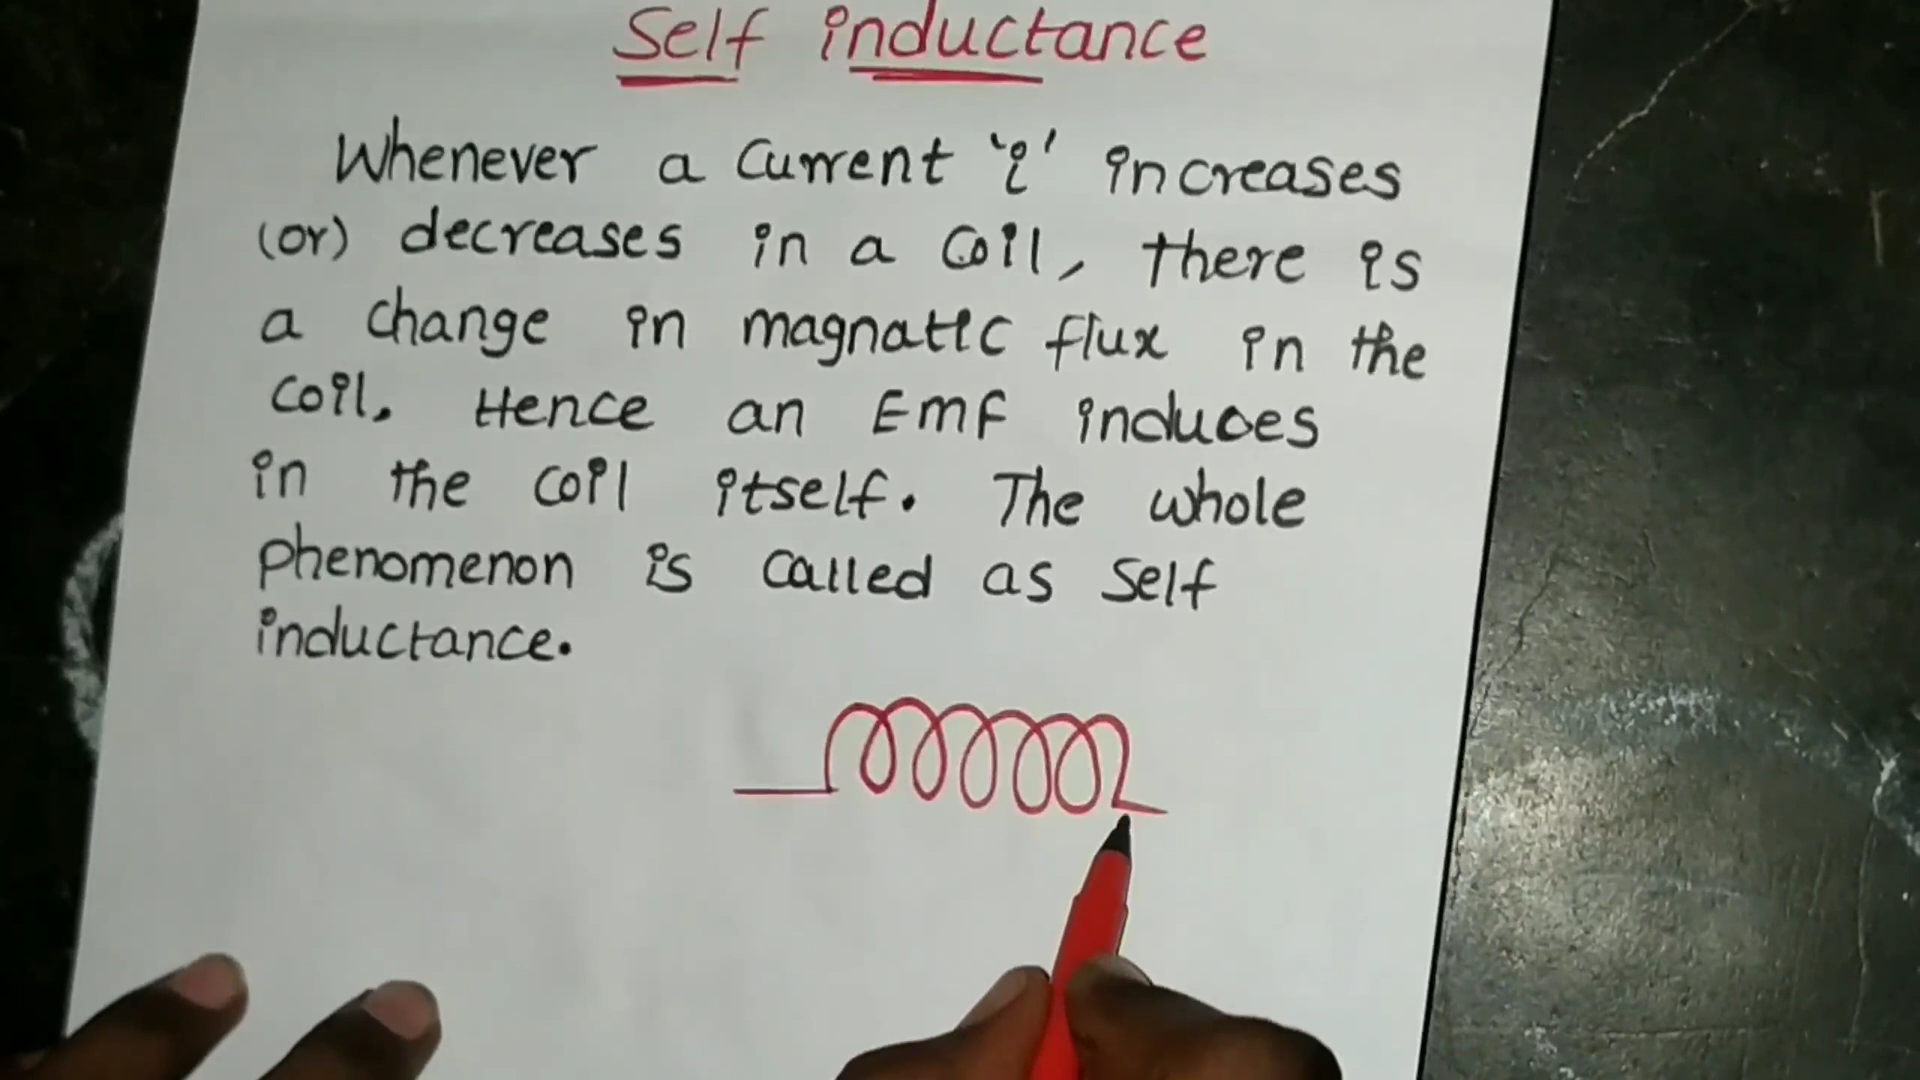 Self inductance
Whenever a current 'i' increases
(or) decreases in a coil, there is
a change in magnatic flux in the
coil. Hence an EMF induces
in the coil itself. The whole
phenomenon is called as self
inductance.